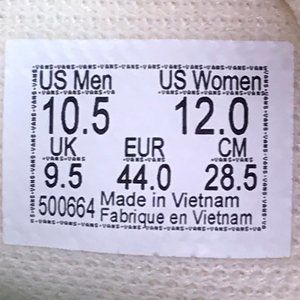 US Men US Women
10.5 12.0
UK EUR CM
9.5 44.0 28.5
500664 Made in Vietnam
Fabrique en Vietnam